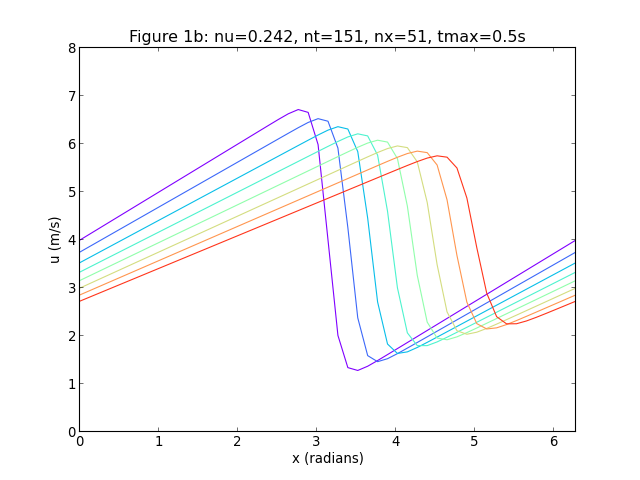 Figure 1b: nu=0.242, nt=151, nx=51, tmax=0.5s
8
7
6
5
4
3
2
1
0
u (m/s)
0 1 2 3 4 5 6
x (radians)